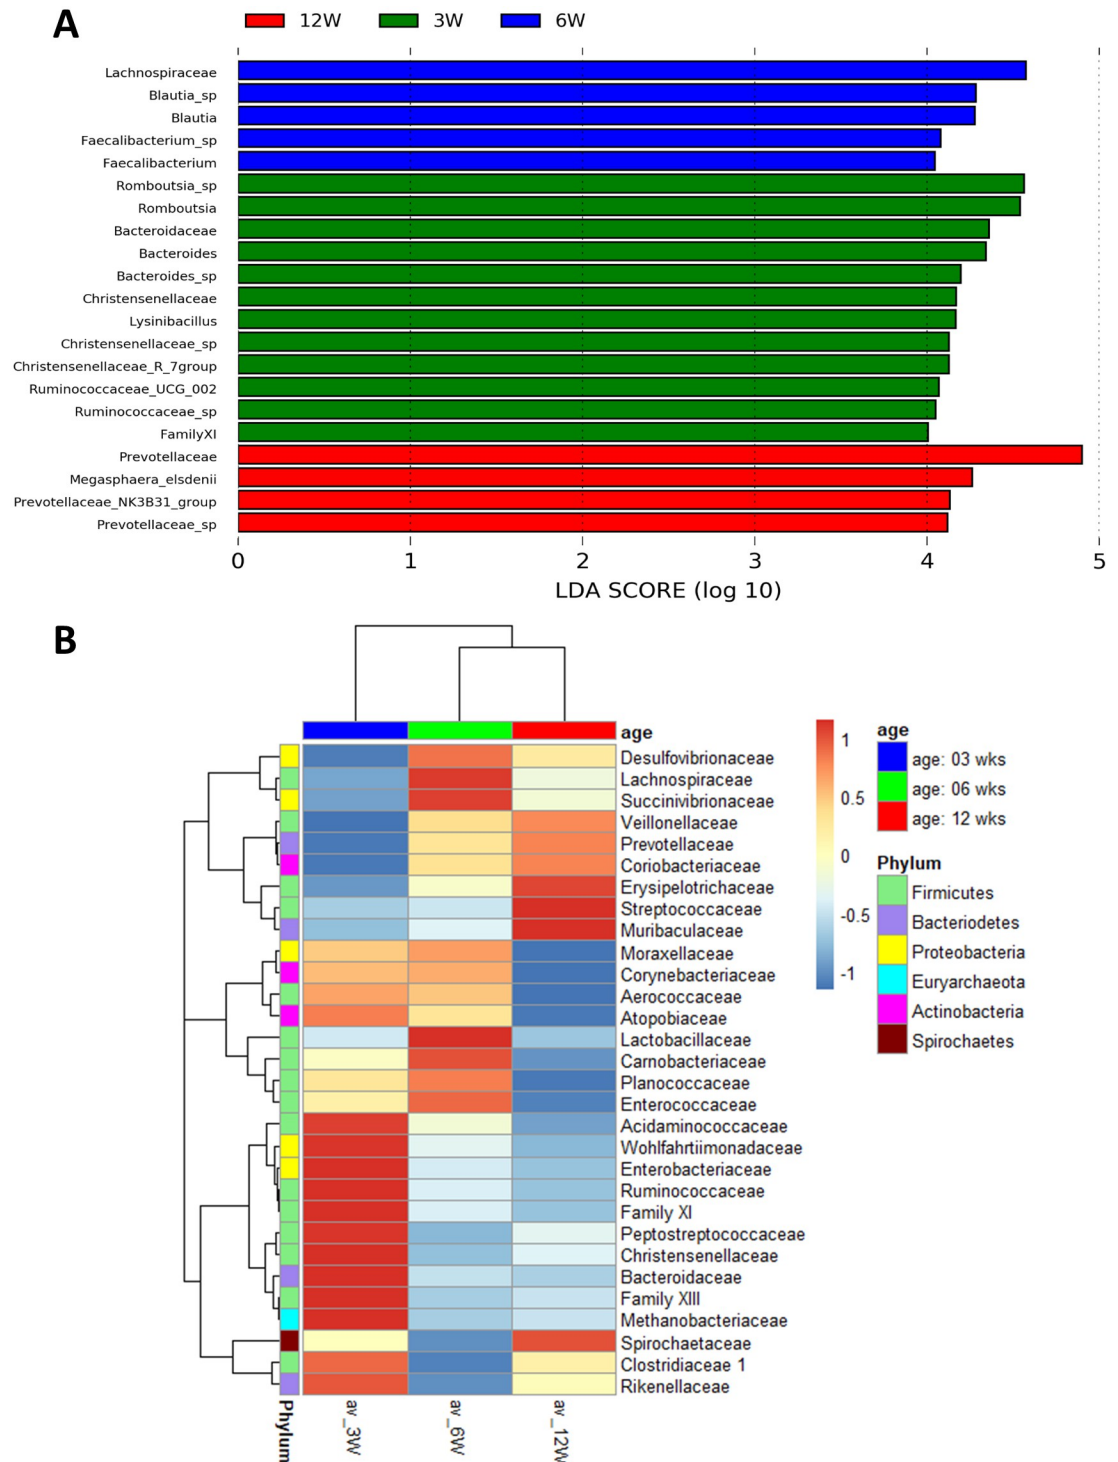 A
12W 3W 6W
Lachnospiraceae
Blautia_sp
Blautia
Faecalibacterium_sp
Faecalibacterium
Romboutsia_sp
Romboutsia
Bacteroidaceae
Bacteroides
Bacteroides_sp
Christensenellaceae
Lysinibacillus
Christensenellaceae_sp
Christensenellaceae_R_7group
Ruminococcaceae_UCG_002
Ruminococcaceae_sp
FamilyXI
Prevotellaceae
Megasphaera_elsdenii
Prevotellaceae_NK3B31_group
Prevotellaceae_sp
0 1 2 3 4 5
LDA SCORE (log 10)
B
age
Desulfovibrionaceae
Lachnospiraceae
Succinivibrionaceae
Veillonellaceae
Prevotellaceae
Coriobacteriaceae
Erysipelotrichaceae
Streptococcaceae
Muribaculaceae
Moraxellaceae
Corynebacteriaceae
Aerococcaceae
Atopobiaceae
Lactobacillaceae
Carnobacteriaceae
Planococcaceae
Enterococcaceae
Acidaminococcaceae
Wohlfahrtiimonadaceae
Enterobacteriaceae
Ruminococcaceae
Family XI
Peptostreptococcaceae
Christensenellaceae
Bacteroidaceae
Family XIII
Methanobacteriaceae
Spirochaetaceae
Clostridiaceae 1
Rikenellaceae
Phylum
av_3W
av_6W
av_12W
1
0.5
0
-0.5
-1
age
age: 03 wks
age: 06 wks
age: 12 wks
Phylum
Firmicutes
Bacteriodetes
Proteobacteria
Euryarchaeota
Actinobacteria
Spirochaetes